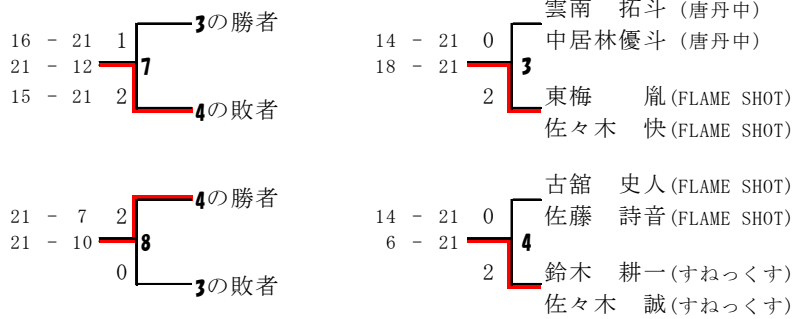 3の勝者
16 - 21 1
21 - 12 7
15 - 21 2
4の敗者
雲南 拓斗 (唐丹中)
14 - 21 0 中居林優斗 (唐丹中)
18 - 21 3
2 東梅 胤(FLAME SHOT)
佐々木 快(FLAME SHOT)
4の勝者
21 - 7 2
21 - 10 8
0
3の敗者
古舘 史人(FLAME SHOT)
14 - 21 0 佐藤 詩音(FLAME SHOT)
6 - 21 4
2 鈴木 耕一(すねっくす)
佐々木 誠(すねっくす)